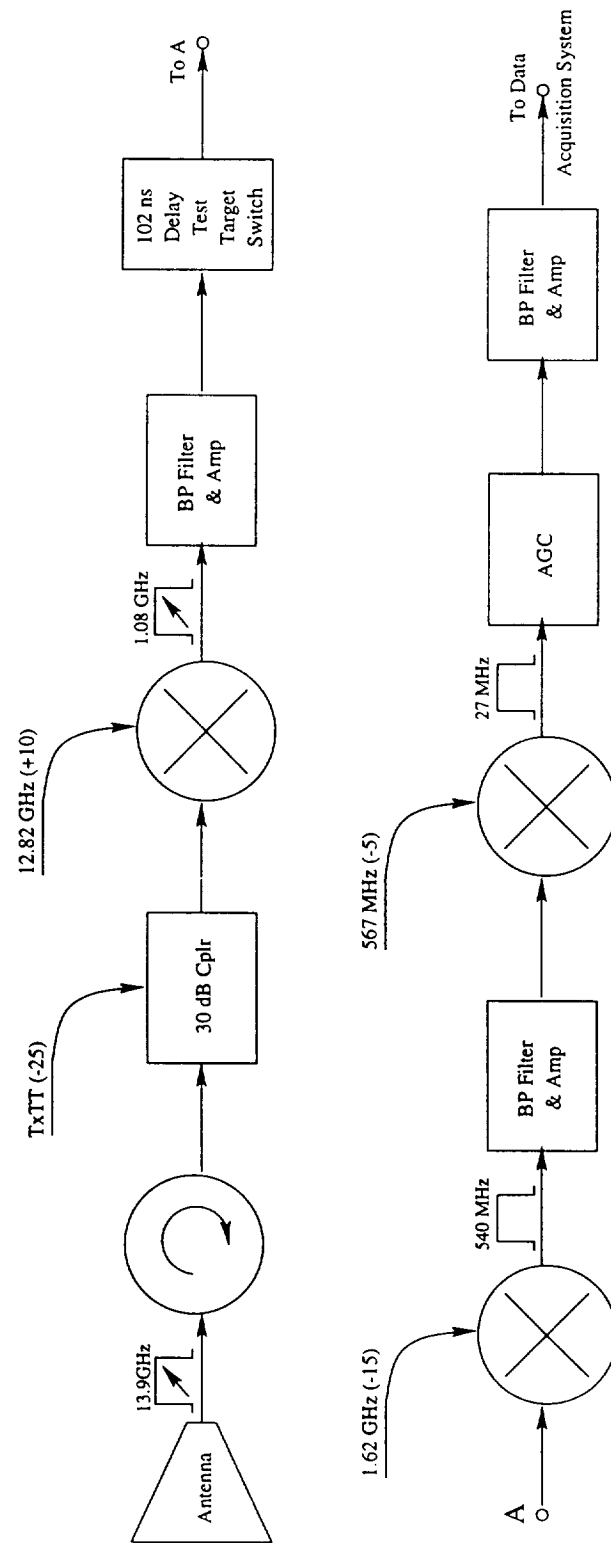 Antenna
13.9GHz
TxTT (-25)
30 dB Cplr
12.82 GHz (+10)
1.08 GHz
BP Filter
& Amp
102 ns
Delay
Test
Target
Switch
To A
A
1.62 GHz (-15)
540 MHz
BP Filter
& Amp
567 MHz (-5)
27 MHz
AGC
BP Filter
& Amp
To Data
Acquisition System